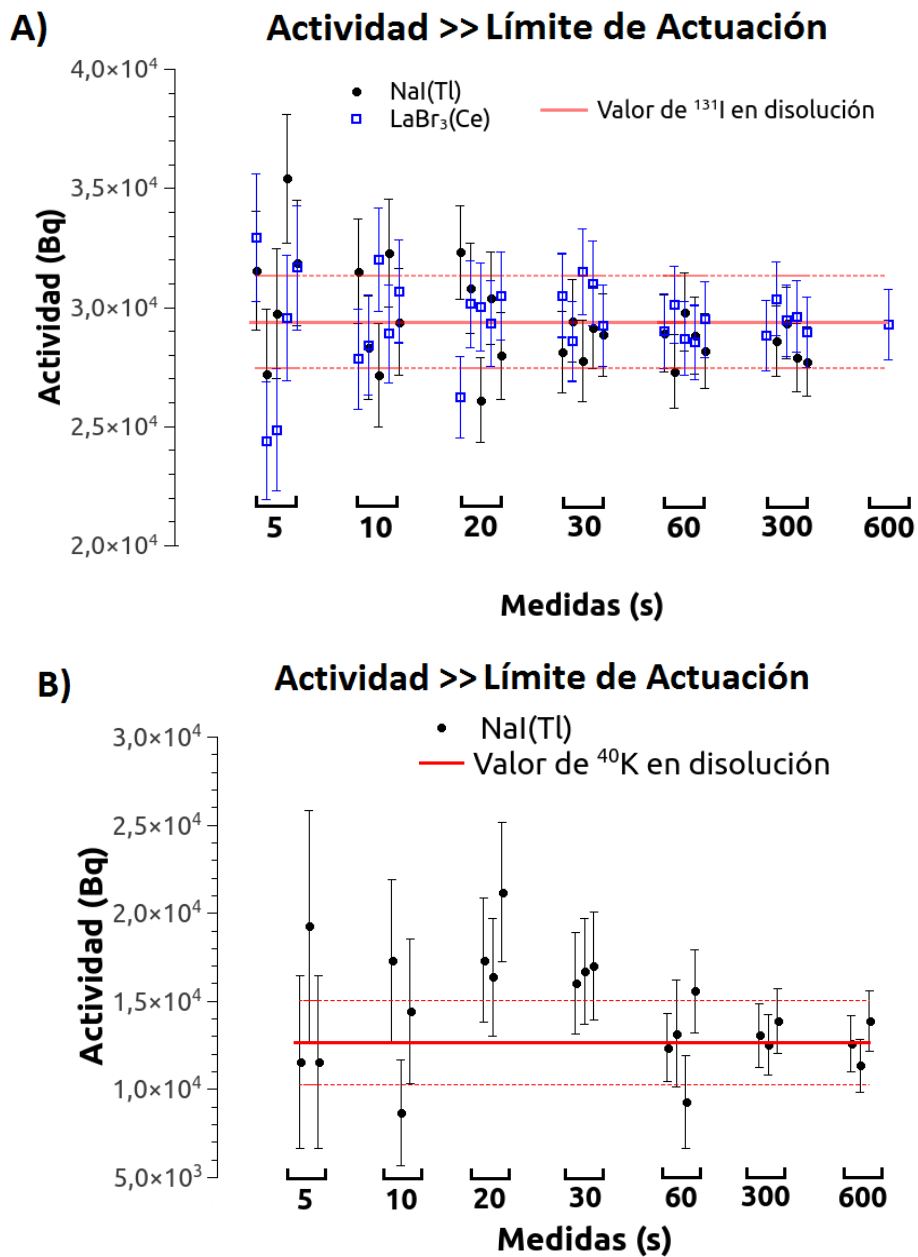 A)
Actividad >> Límite de Actuación
4,0×10⁴
3,5×10⁴
3,0×10⁴
2,5×10⁴
2,0×10⁴
Actividad (Bq)
NaI(Tl)
LaBr₃(Ce)
Valor de ¹³¹I en disolución
5 10 20 30 60 300 600
Medidas (s)
B)
Actividad >> Límite de Actuación
3,0×10⁴
2,5×10⁴
2,0×10⁴
1,5×10⁴
1,0×10⁴
5,0×10³
Actividad (Bq)
NaI(Tl)
Valor de ⁴⁰K en disolución
5 10 20 30 60 300 600
Medidas (s)